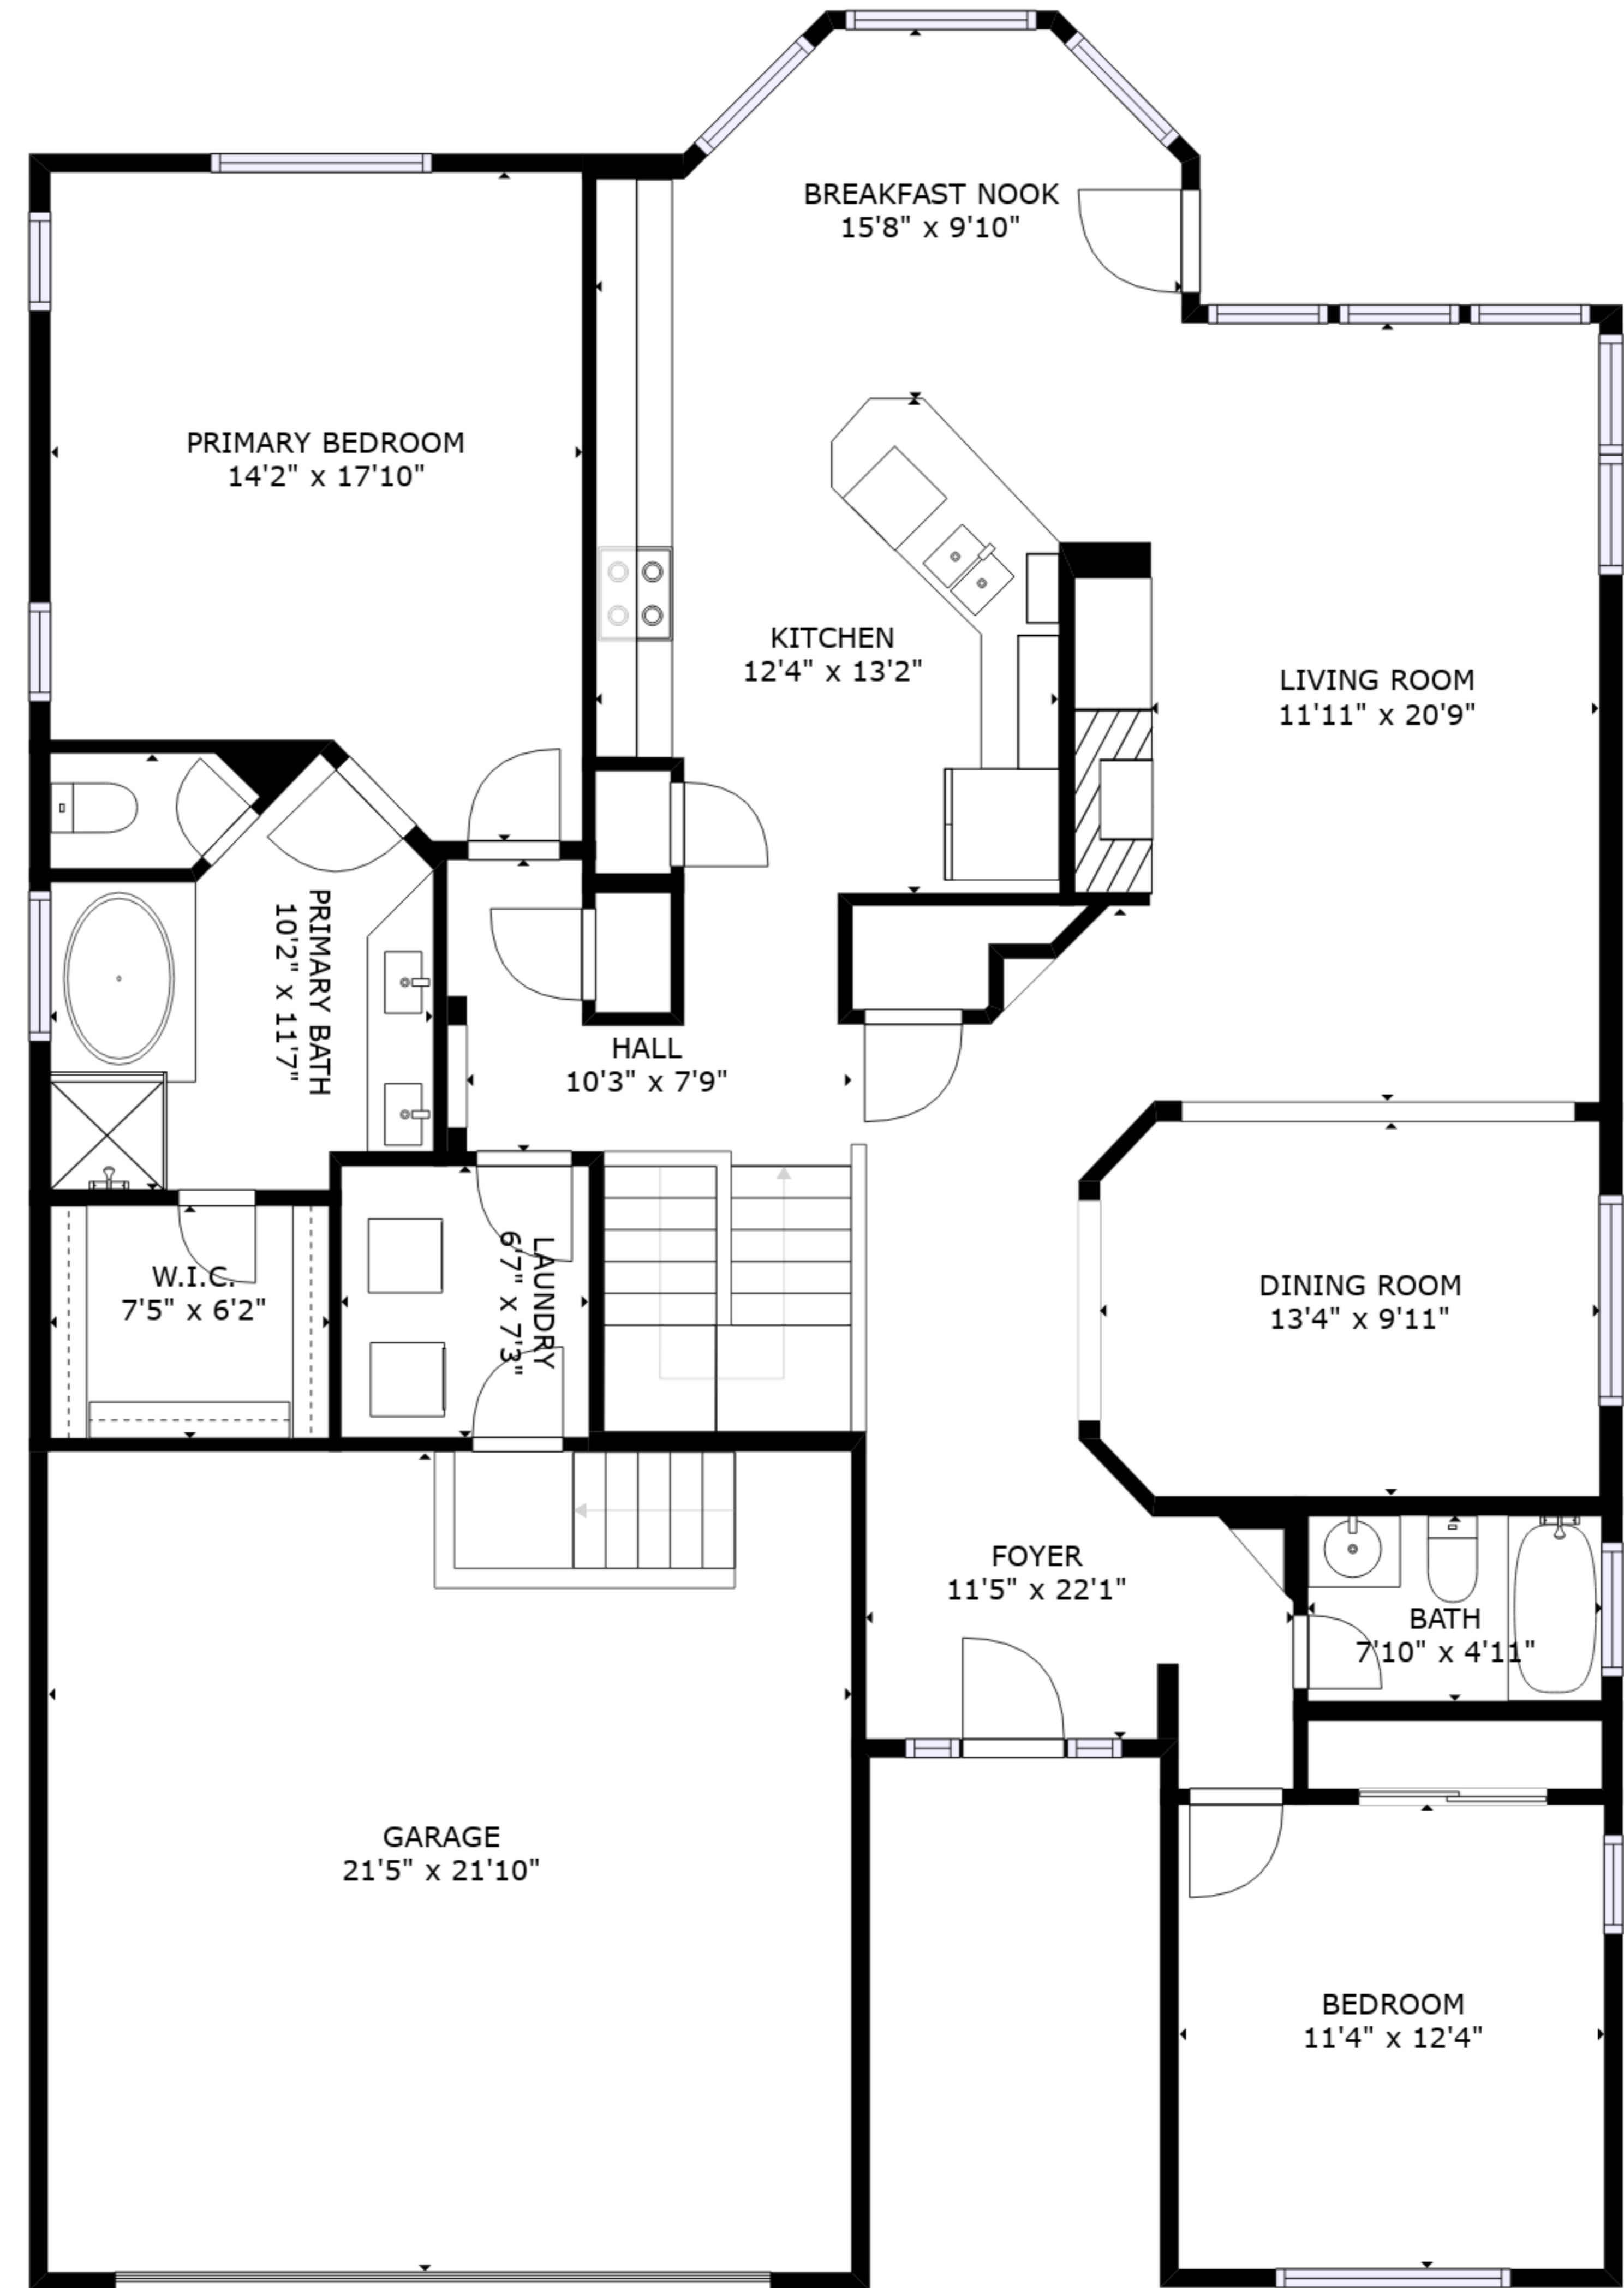 BREAKFAST NOOK
15'8" x 9'10"
PRIMARY BEDROOM
14'2" x 17'10"
KITCHEN
12'4" x 13'2"
LIVING ROOM
11'11" x 20'9"
PRIMARY BATH
10'2" x 11'7"
HALL
10'3" x 7'9"
W.I.C.
7'5" x 6'2"
LAUNDRY
6'7" x 7'3"
DINING ROOM
13'4" x 9'11"
FOYER
11'5" x 22'1"
BATH
7'10" x 4'11"
GARAGE
21'5" x 21'10"
BEDROOM
11'4" x 12'4"